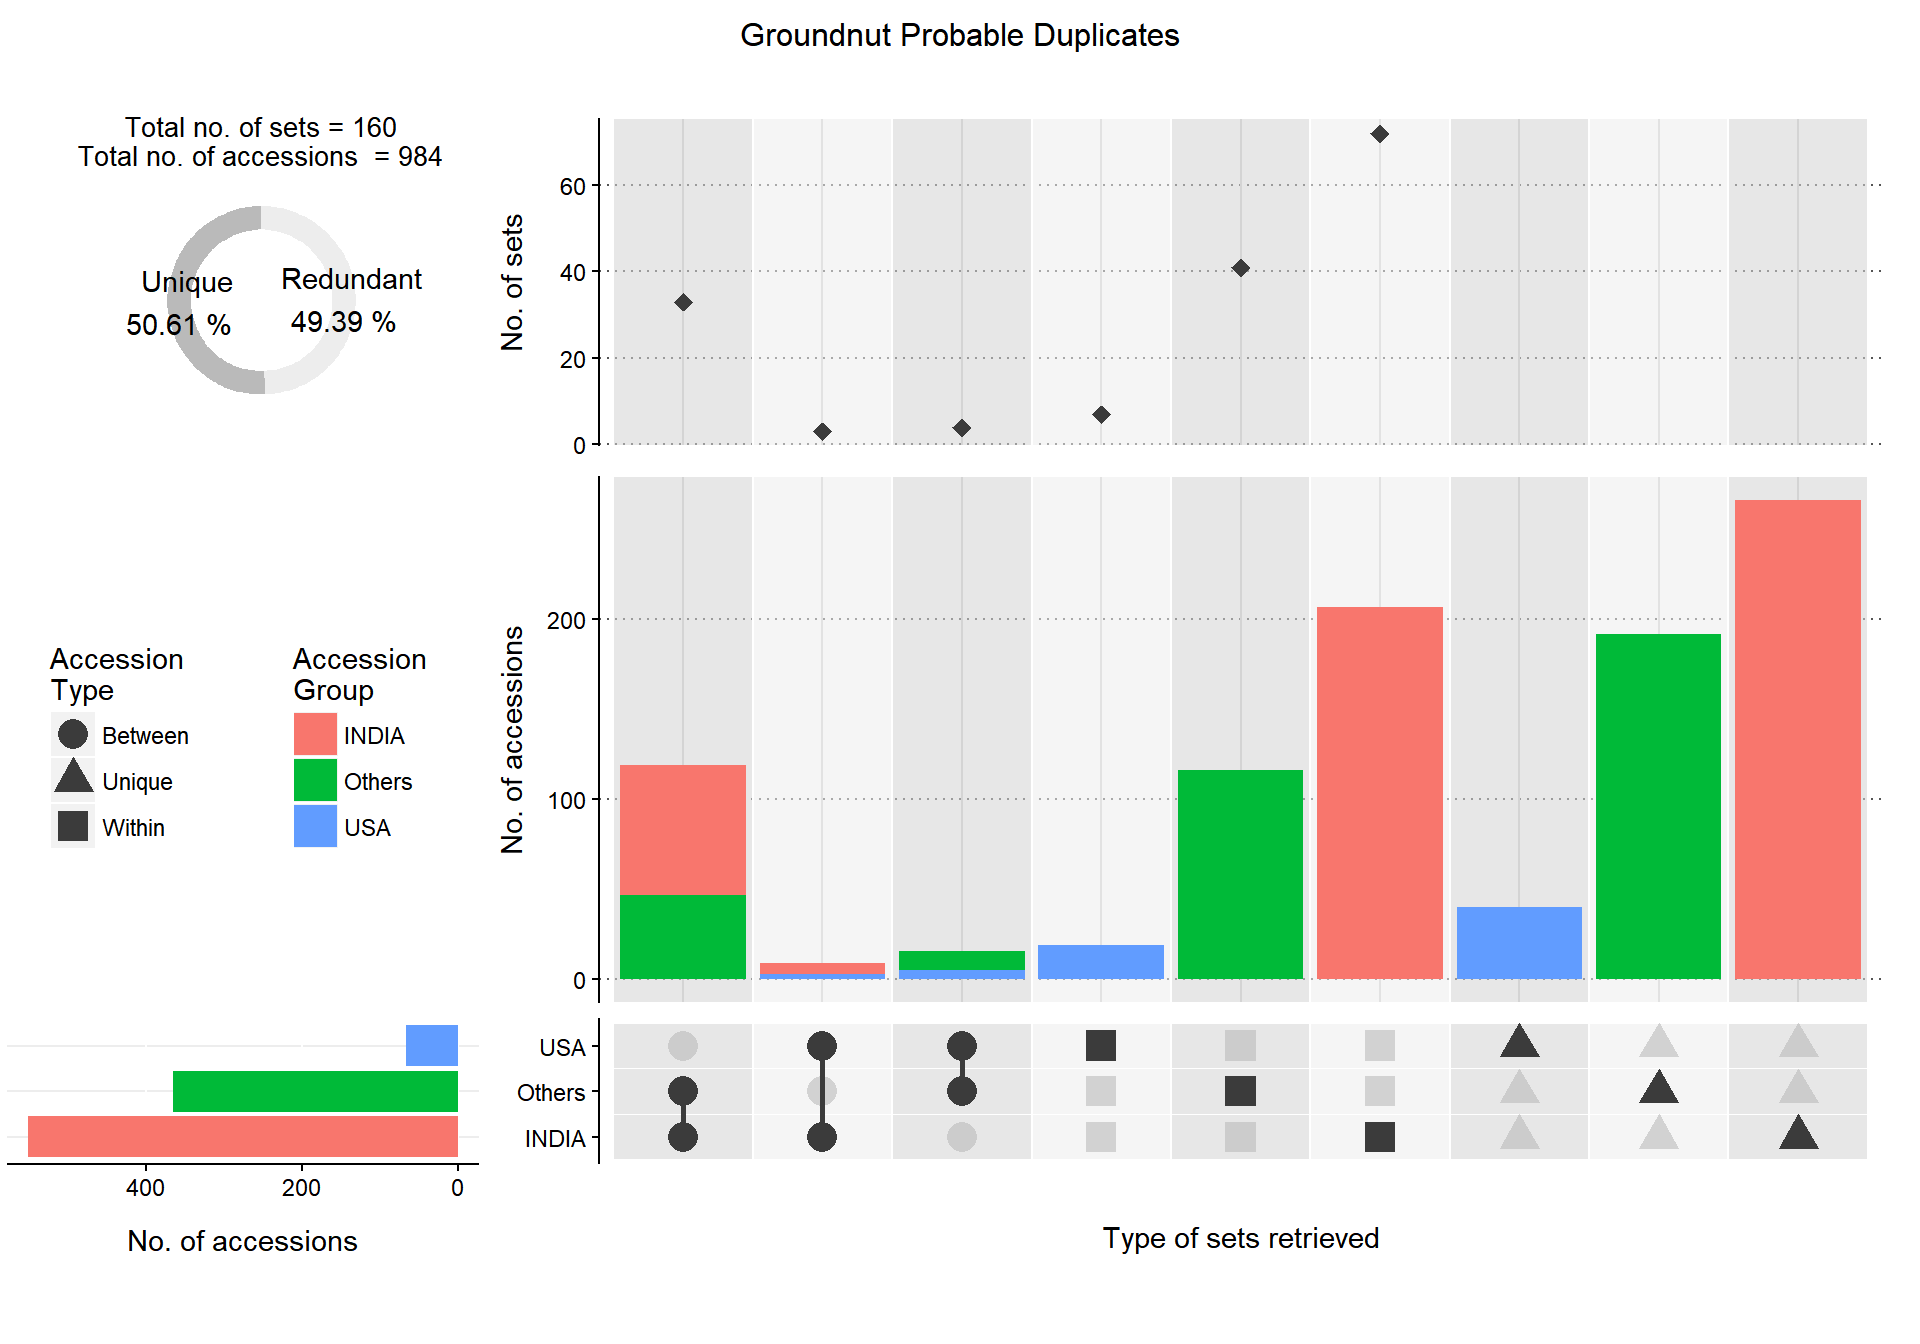 Groundnut Probable Duplicates
Total no. of sets = 160
Total no. of accessions  = 984
Unique
50.61 %
Redundant
49.39 %
No. of sets
60
40
20
0
No. of accessions
200
100
0
Accession
Type
Between
Unique
Within
Accession
Group
INDIA
Others
USA
USA
Others
INDIA
400
200
0
No. of accessions
Type of sets retrieved